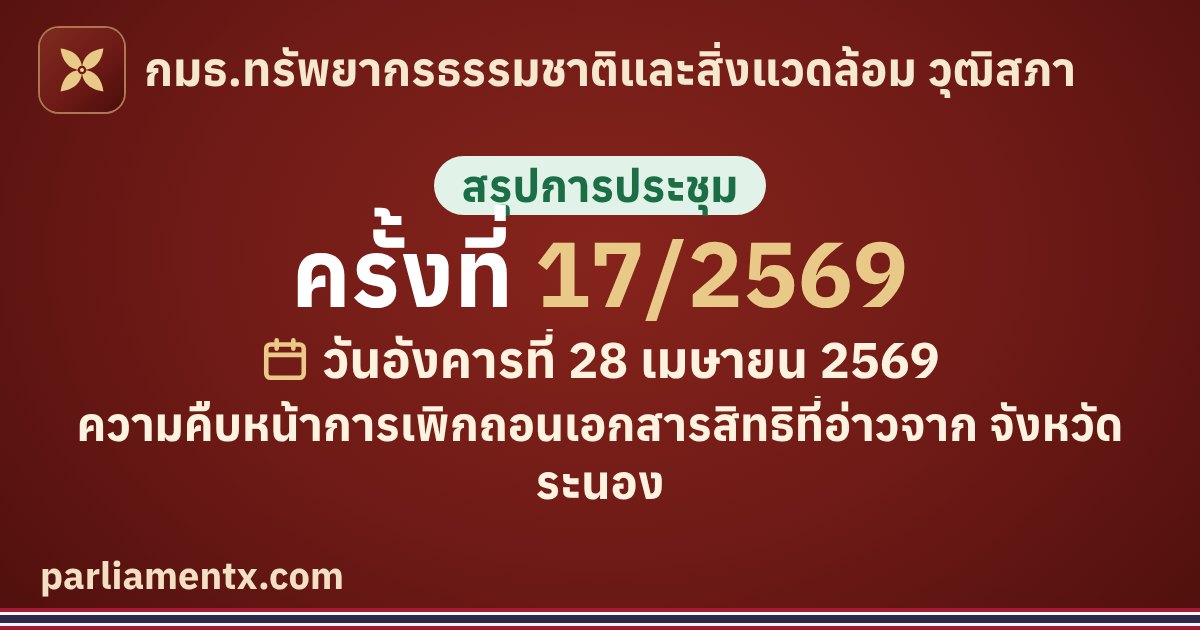 กมธ.ทรัพยากรธรรมชาติและสิ่งแวดล้อม วุฒิสภา
สรุปการประชุม
ครั้งที่ 17/2569
วันอังคารที่ 28 เมษายน 2569
ความคืบหน้าการเพิกถอนเอกสารสิทธิที่อ่าวจาก จังหวัด
ระนอง
parliamentx.com